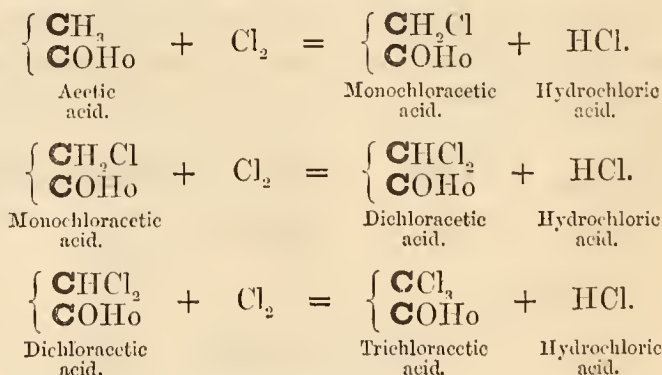 { CH₃ + Cl₂ = { CH₂Cl + HCl.
COHo COHo
Acetic Monochloracetic Hydrochloric
acid. acid. acid.
{ CH₂Cl + Cl₂ = { CHCl₂ + HCl.
COHo COHo
Monochloracetic Dichloracetic Hydrochloric
acid. acid. acid.
{ CHCl₂ + Cl₂ = { CCl₃ + HCl.
COHo COHo
Dichloracetic Trichloracetic Hydrochloric
acid. acid. acid.